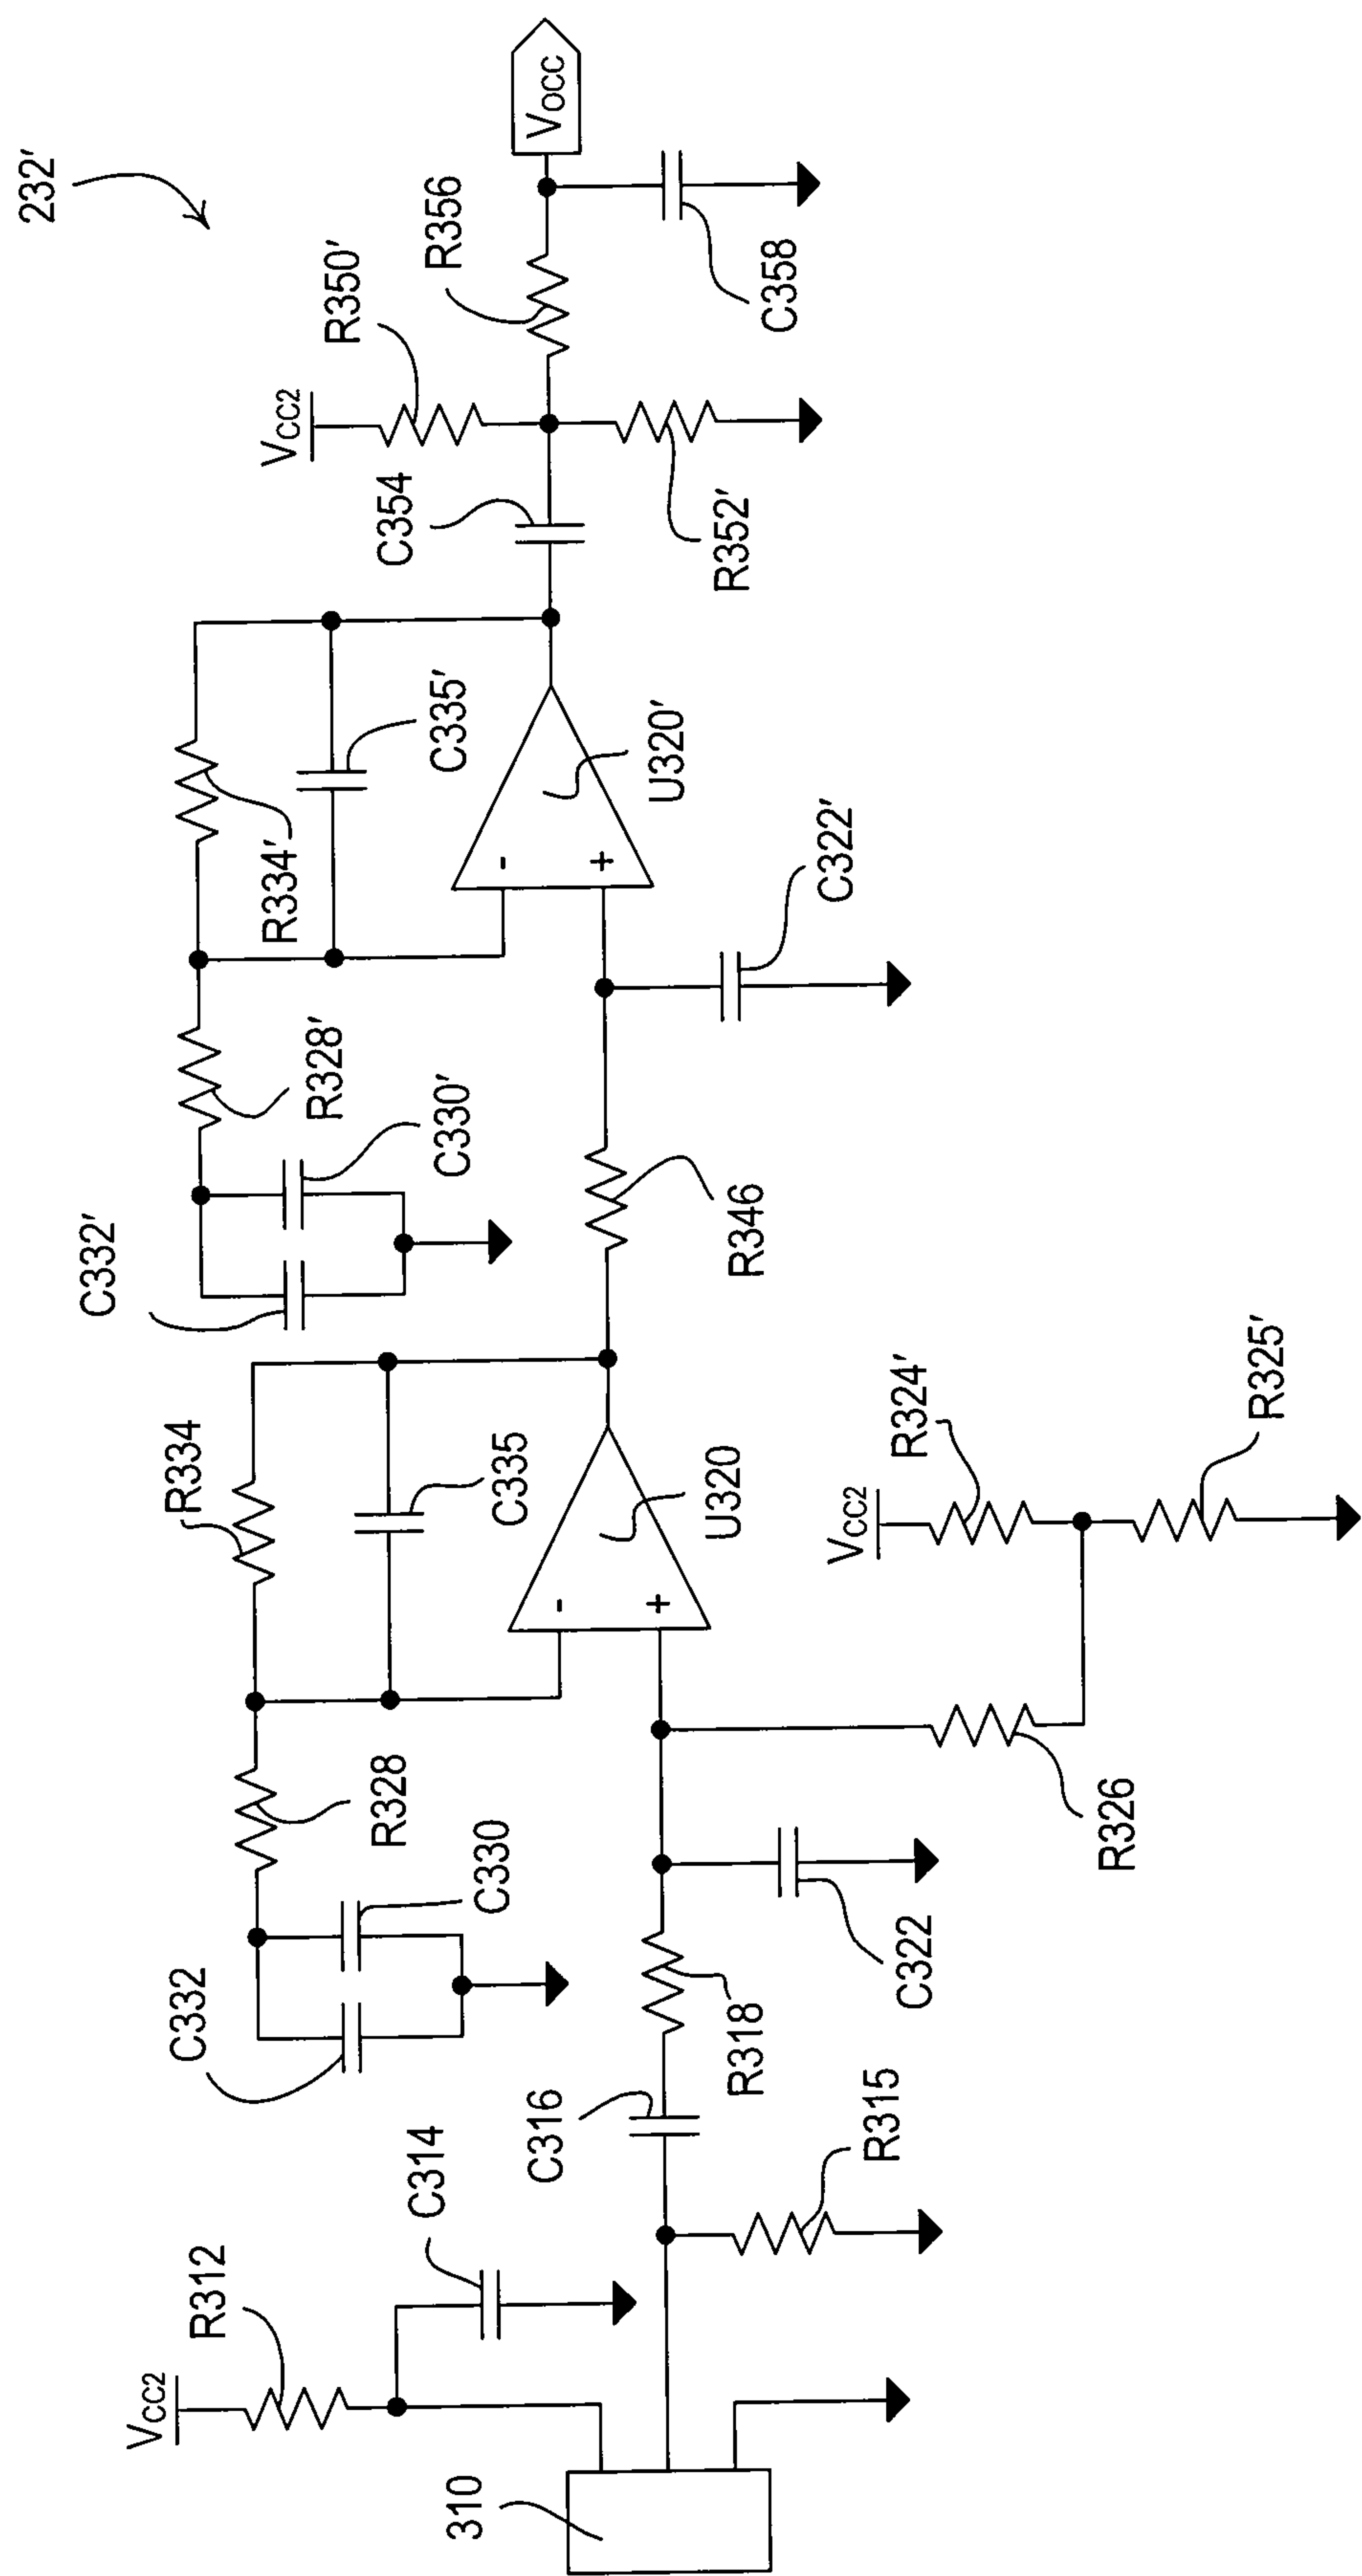 232'
VCC2
R312
C314
310
R315
C316
R318
C322
C332
C330
R328
R334
C335
-
+
U320
R326
VCC2
R324'
R325'
R346
C332'
C330'
R328'
R334'
C335'
-
+
U320'
C322'
C354
VCC2
R350'
R352'
R356
C358
VOCC